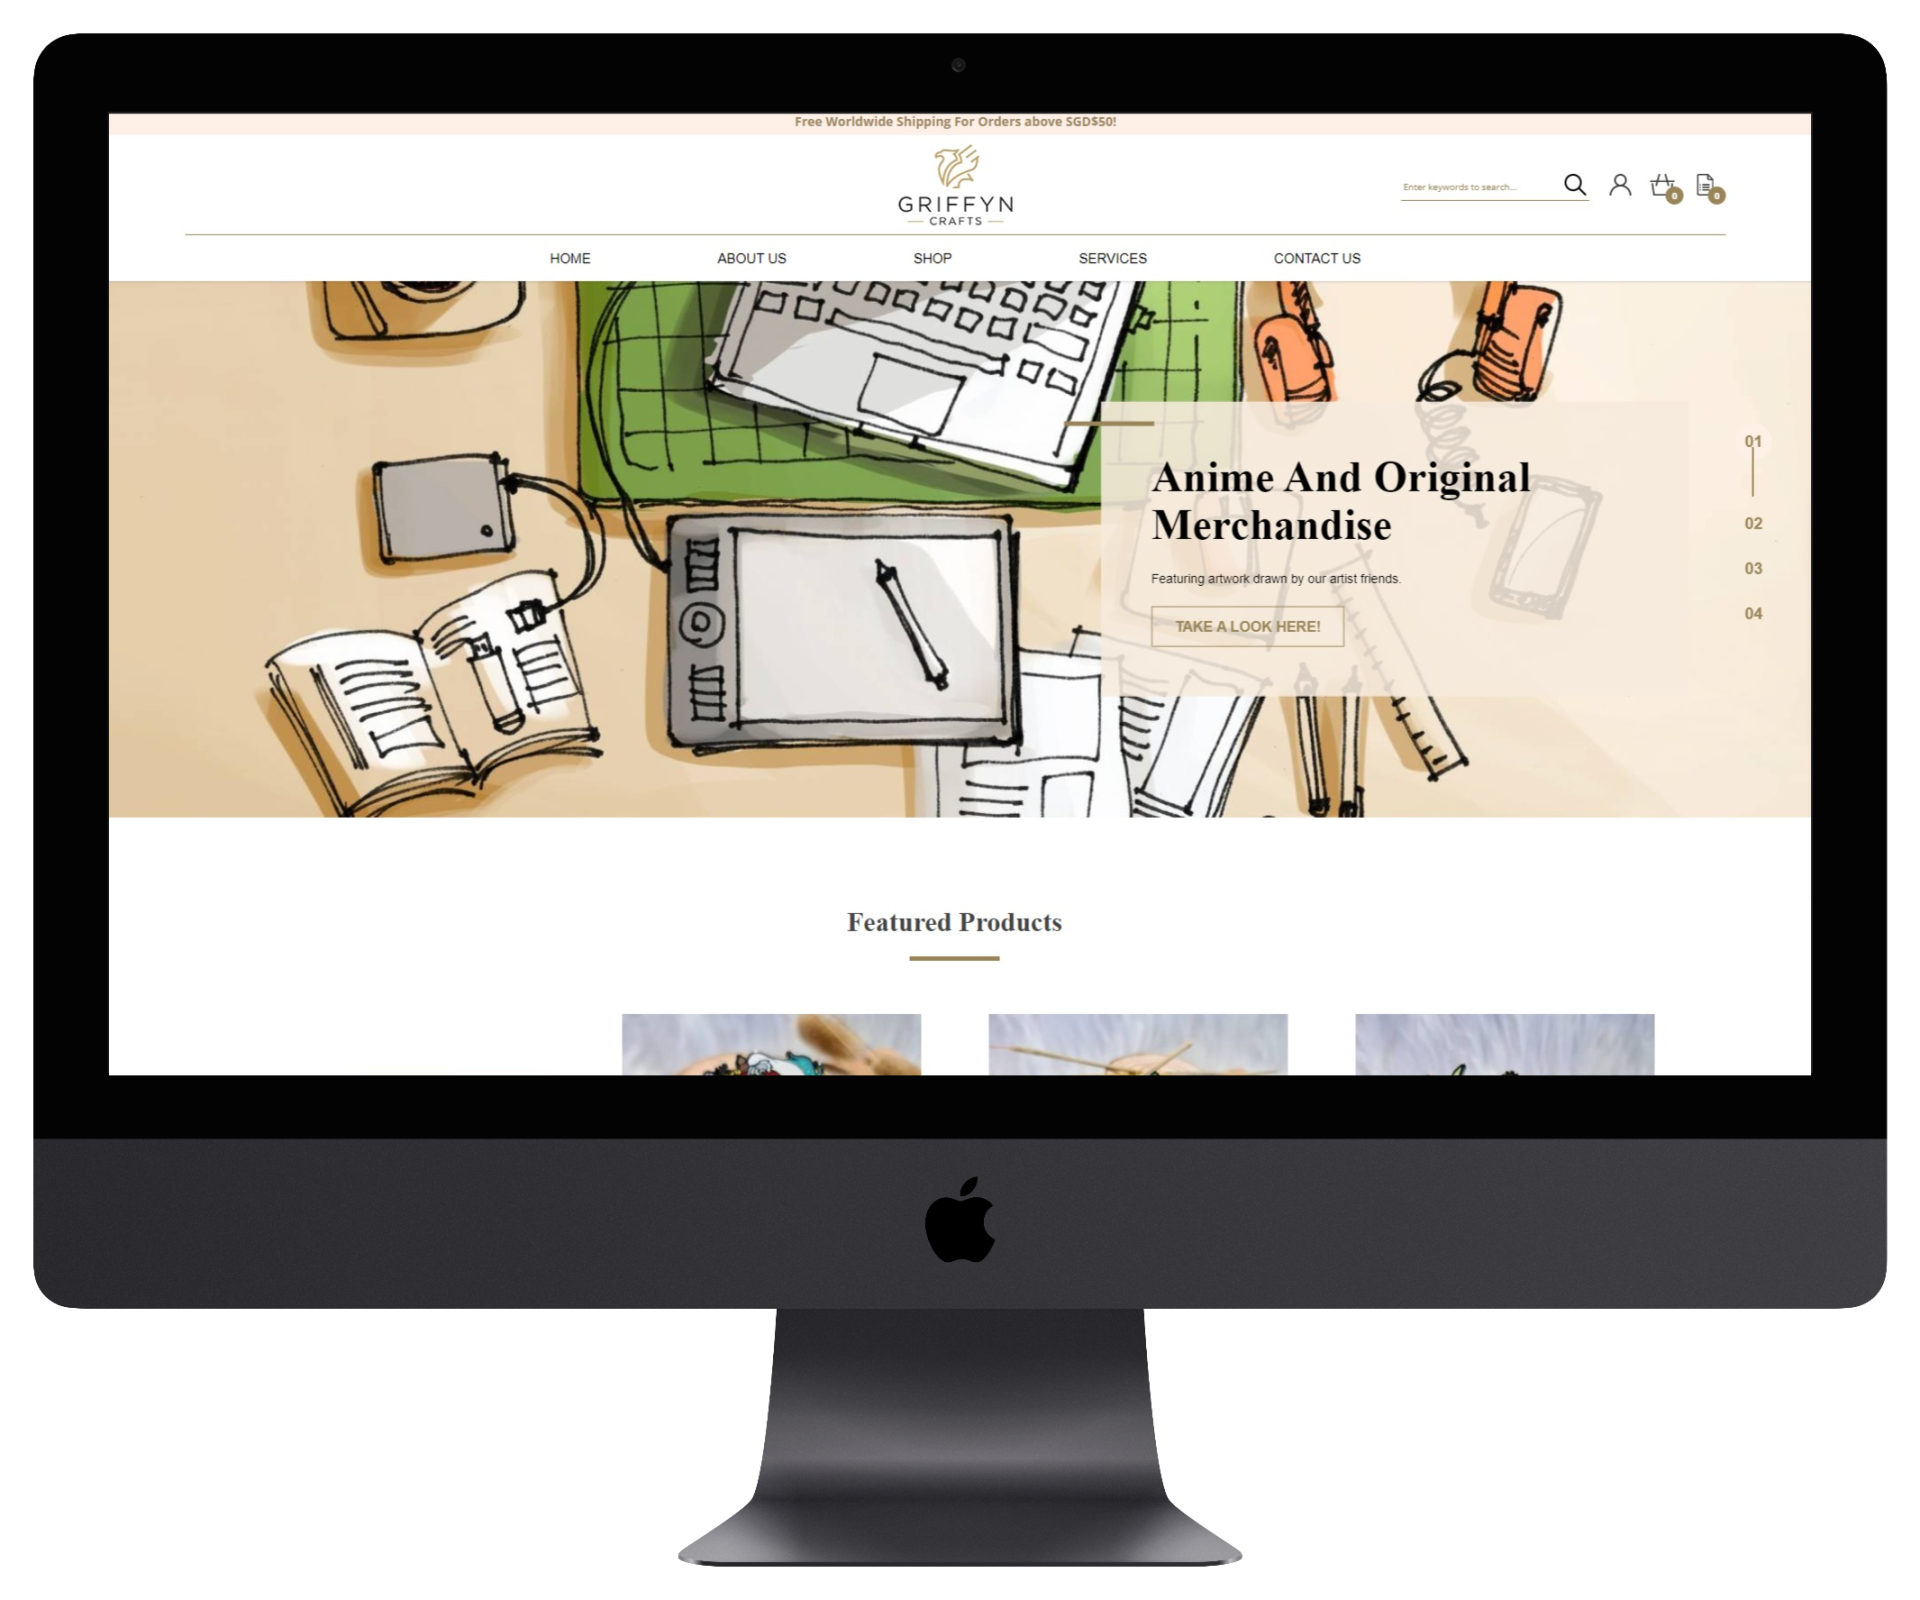 Free Worldwide Shipping For Orders above SGD$50!
GRIFFYN
CRAFTS
Enter keywords to search...
0
0
HOME
ABOUT US
SHOP
SERVICES
CONTACT US
Anime And Original
Merchandise
Featuring artwork drawn by our artist friends.
TAKE A LOOK HERE!
01
02
03
04
Featured Products